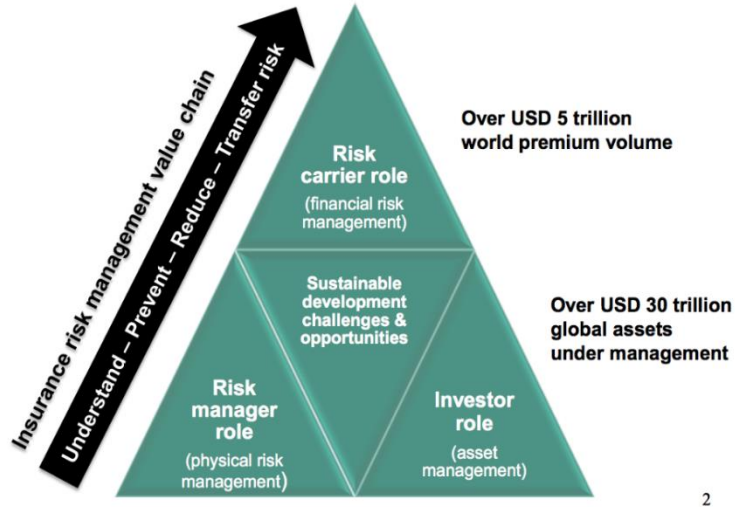 Insurance risk management value chain
Understand – Prevent – Reduce – Transfer risk
Risk
carrier role
(financial risk
management)
Over USD 5 trillion
world premium volume
Sustainable
development
challenges &
opportunities
Over USD 30 trillion
global assets
under management
Risk
manager
role
(physical risk
management)
Investor
role
(asset
management)
2